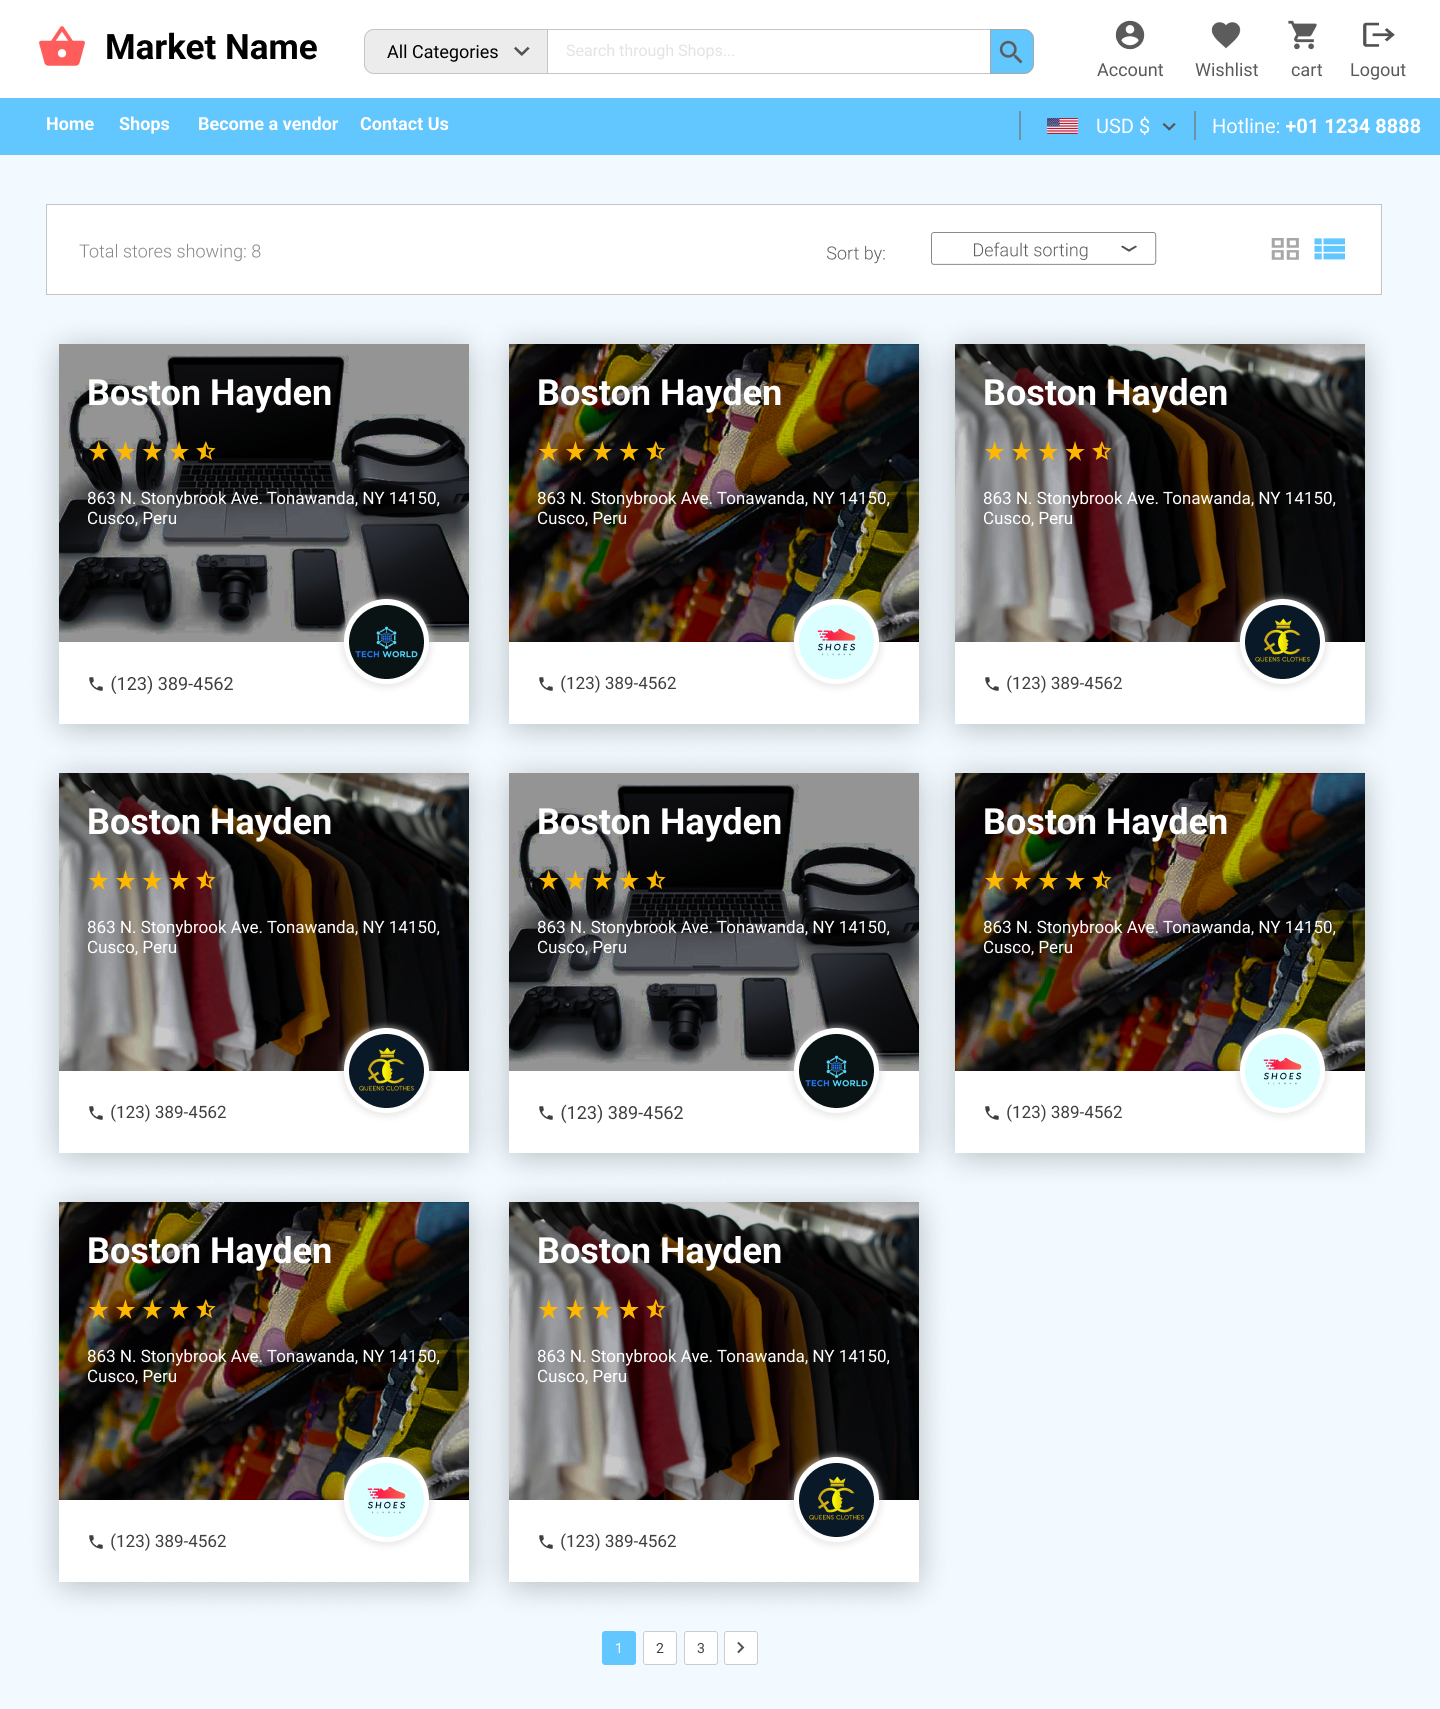 Market Name
All Categories
Search through Shops...
Account
Wishlist
cart
Logout
Home
Shops
Become a vendor
Contact Us
USD $
Hotline: +01 1234 8888
Total stores showing: 8
Sort by:
Default sorting
Boston Hayden
863 N. Stonybrook Ave. Tonawanda, NY 14150,
Cusco, Peru
TECH WORLD
(123) 389-4562
Boston Hayden
863 N. Stonybrook Ave. Tonawanda, NY 14150,
Cusco, Peru
SHOES
(123) 389-4562
Boston Hayden
863 N. Stonybrook Ave. Tonawanda, NY 14150,
Cusco, Peru
QUEENS CLOTHES
(123) 389-4562
Boston Hayden
863 N. Stonybrook Ave. Tonawanda, NY 14150,
Cusco, Peru
QUEENS CLOTHES
(123) 389-4562
Boston Hayden
863 N. Stonybrook Ave. Tonawanda, NY 14150,
Cusco, Peru
TECH WORLD
(123) 389-4562
Boston Hayden
863 N. Stonybrook Ave. Tonawanda, NY 14150,
Cusco, Peru
SHOES
(123) 389-4562
Boston Hayden
863 N. Stonybrook Ave. Tonawanda, NY 14150,
Cusco, Peru
SHOES
(123) 389-4562
Boston Hayden
863 N. Stonybrook Ave. Tonawanda, NY 14150,
Cusco, Peru
QUEENS CLOTHES
(123) 389-4562
1
2
3